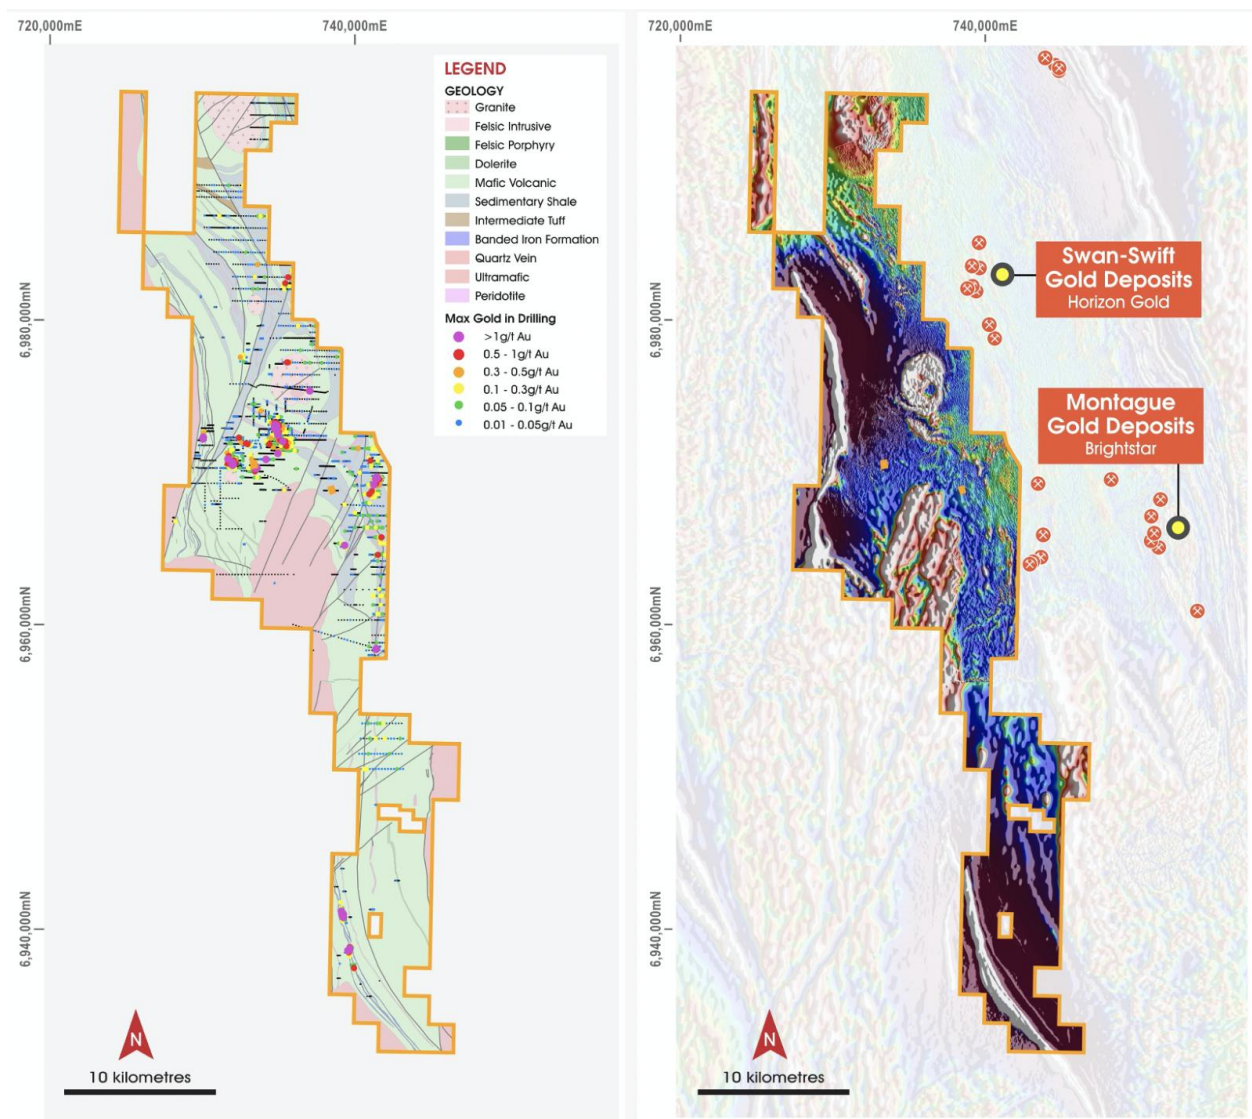 720,000mE
740,000mE
720,000mE
740,000mE
LEGEND
GEOLOGY
Granite
Felsic Intrusive
Felsic Porphyry
Dolerite
Mafic Volcanic
Sedimentary Shale
Intermediate Tuff
Banded Iron Formation
Quartz Vein
Ultramafic
Peridotite
Max Gold in Drilling
>1g/t Au
0.5 - 1g/t Au
0.3 - 0.5g/t Au
0.1 - 0.3g/t Au
0.05 - 0.1g/t Au
0.01 - 0.05g/t Au
6,980,000mN
6,960,000mN
6,940,000mN
N
10 kilometres
Swan-Swift
Gold Deposits
Horizon Gold
Montague
Gold Deposits
Brightstar
6,980,000mN
6,960,000mN
6,940,000mN
N
10 kilometres